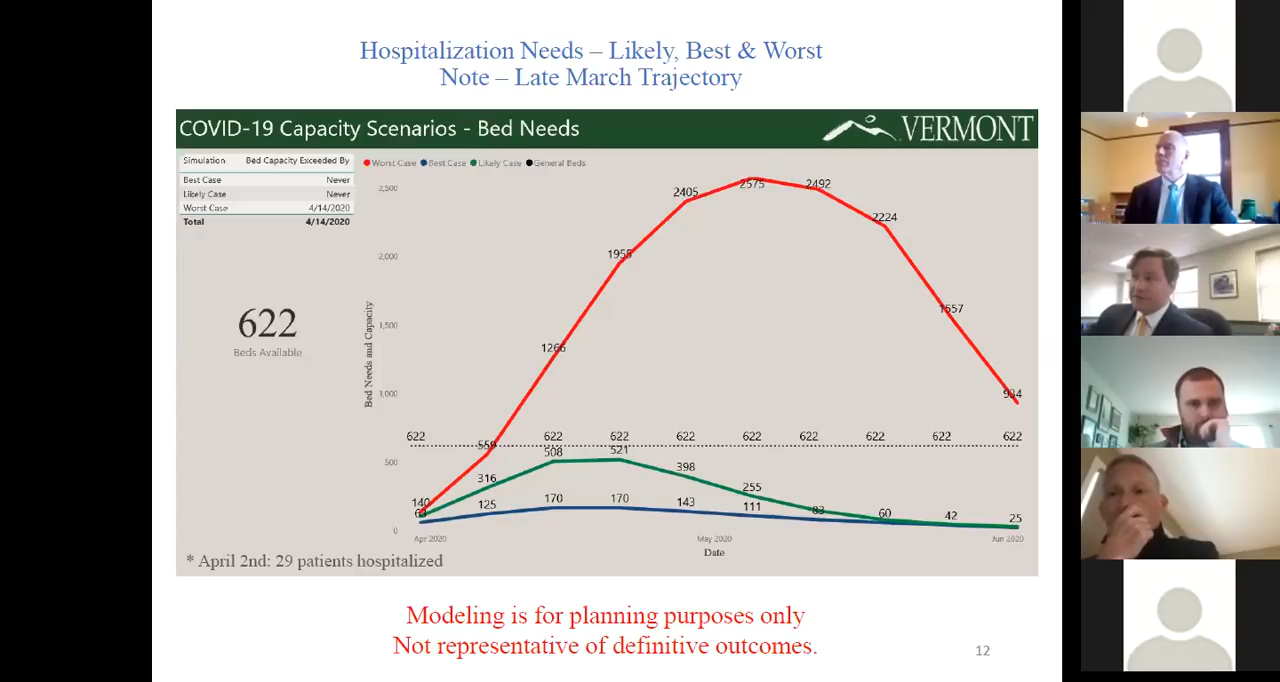 Hospitalization Needs – Likely, Best & Worst
Note – Late March Trajectory
COVID-19 Capacity Scenarios - Bed Needs
VERMONT
Simulation Bed Capacity Exceeded By
Best Case Never
Likely Case Never
Worst Case 4/14/2020
Total 4/14/2020
622
Beds Available
Worst Case Best Case Likely Case General Beds
Bed Needs and Capacity
2,500
2,000
1,500
1,000
500
0
2405 2575 2492
2224
1955
1557
1266
934
622 622 622 622 622 622 622 622 622
559
508 521
398
316
255
140 125 170 170 143 111 83 60 42 25
63
Apr 2020 May 2020 Jun 2020
Date
* April 2nd: 29 patients hospitalized
Modeling is for planning purposes only
Not representative of definitive outcomes.
12